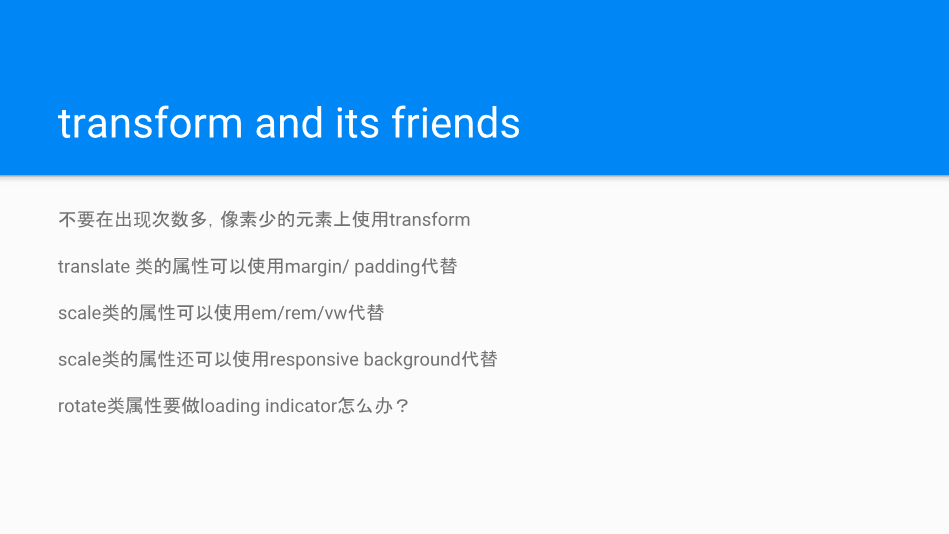 transform and its friends
不要在出现次数多，像素少的元素上使用transform
translate 类的属性可以使用margin/ padding代替
scale类的属性可以使用em/rem/vw代替
scale类的属性还可以使用responsive background代替
rotate类属性要做loading indicator怎么办？